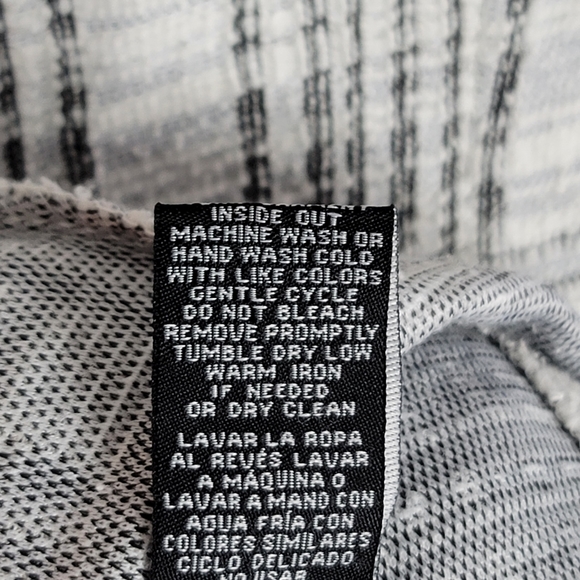 INSIDE OUT
MACHINE WASH OR
HAND WASH COLD
WITH LIKE COLORS
GENTLE CYCLE
DO NOT BLEACH
REMOVE PROMPTLY
TUMBLE DRY LOW
WARM IRON
IF NEEDED
OR DRY CLEAN
LAVAR LA ROPA
AL REVÉS LAVAR
A MÁQUINA O
LAVAR A MANO CON
AGUA FRÍA CON
COLORES SIMILARES
CICLO DELICADO
NO USAR